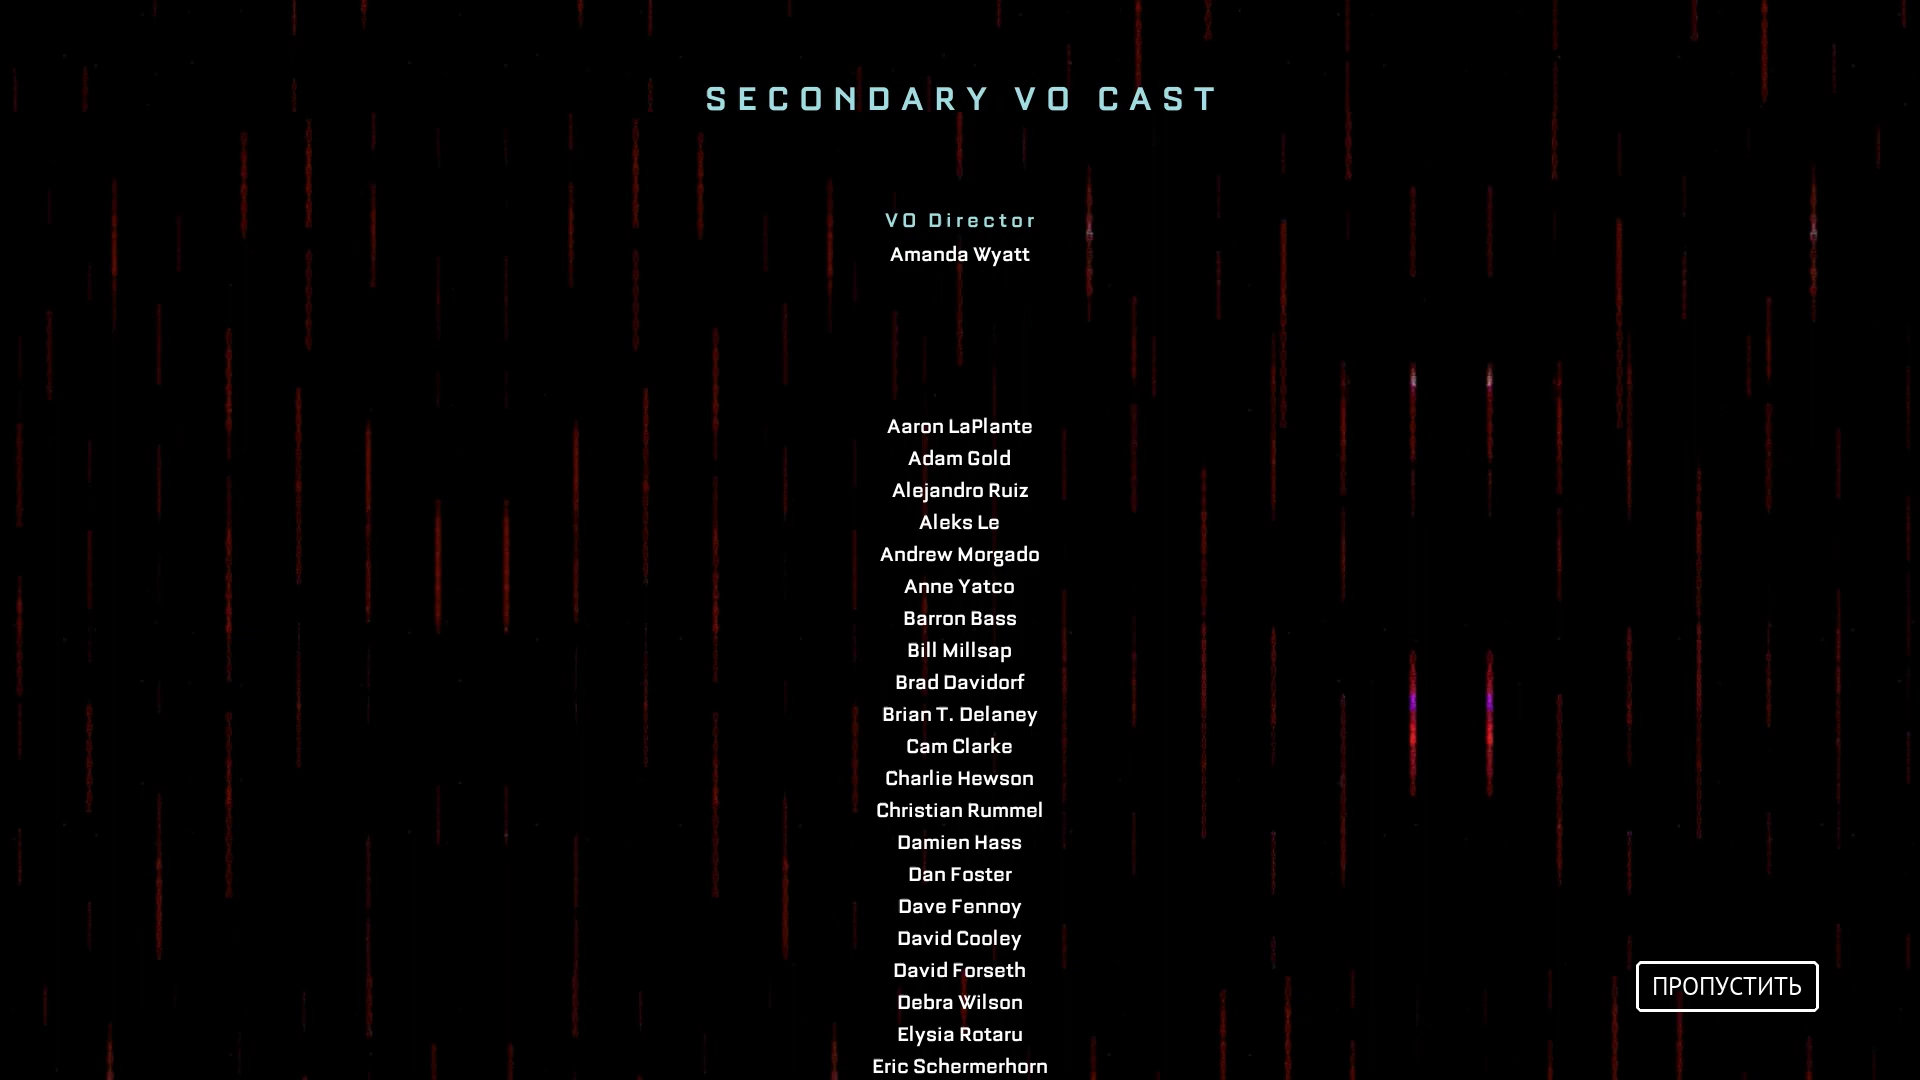 SECONDARY VO CAST
VO Director
Amanda Wyatt
Aaron LaPlante
Adam Gold
Alejandro Ruiz
Aleks Le
Andrew Morgado
Anne Yatco
Barron Bass
Bill Millsap
Brad Davidorf
Brian T. Delaney
Cam Clarke
Charlie Hewson
Christian Rummel
Damien Hass
Dan Foster
Dave Fennoy
David Cooley
David Forseth
Debra Wilson
Elysia Rotaru
Eric Schermerhorn
ПРОПУСТИТЬ